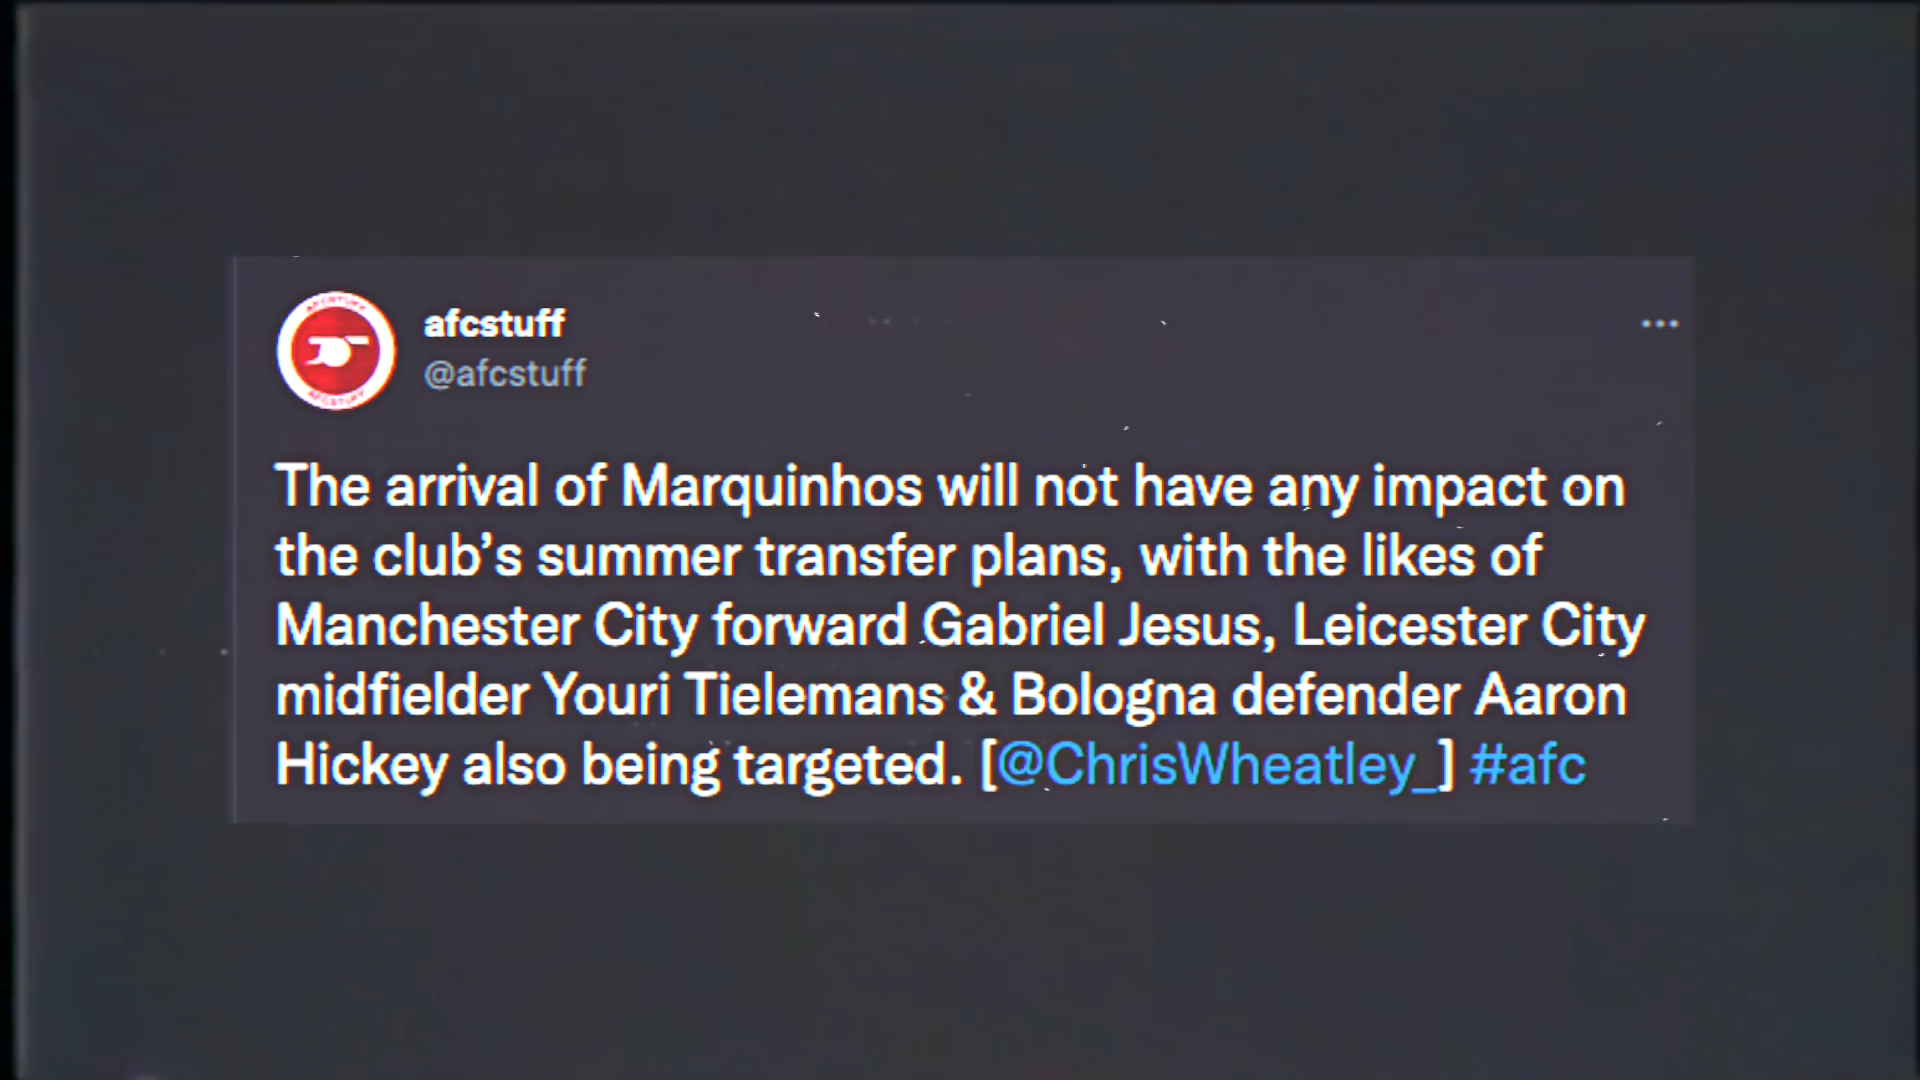 afcstuff
@afcstuff
The arrival of Marquinhos will not have any impact on
the club’s summer transfer plans, with the likes of
Manchester City forward Gabriel Jesus, Leicester City
midfielder Youri Tielemans & Bologna defender Aaron
Hickey also being targeted. [@ChrisWheatley_] #afc